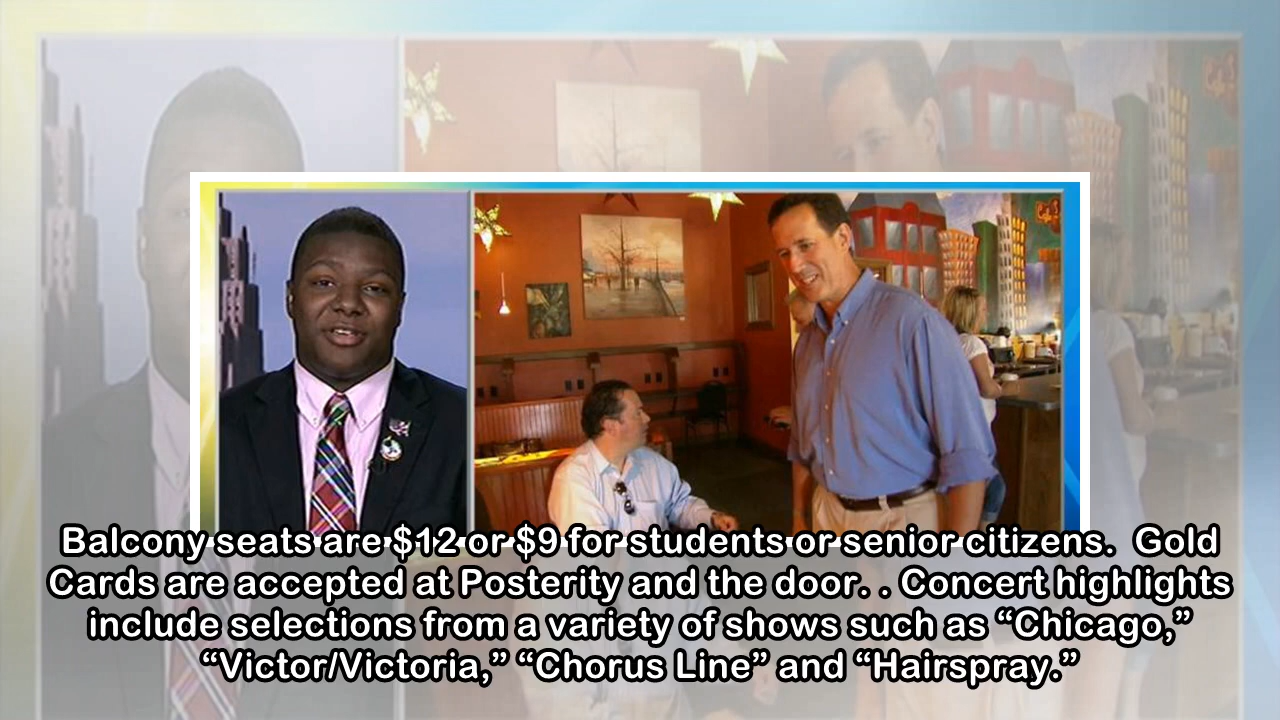 Balcony seats are $12 or $9 for students or senior citizens.  Gold
Cards are accepted at Posterity and the door. . Concert highlights
include selections from a variety of shows such as “Chicago,”
“Victor/Victoria,” “Chorus Line” and “Hairspray.”